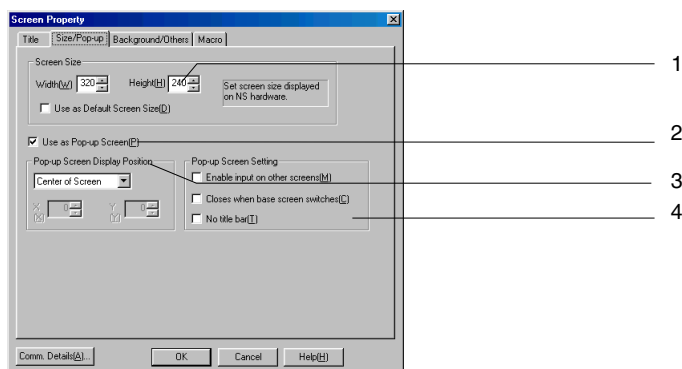 Screen Property
Title Size/Pop-up Background/Others Macro
Screen Size
Width(W) 320 Height(H) 240
Set screen size displayed
on NS hardware.
Use as Default Screen Size(D)
Use as Pop-up Screen(P)
Pop-up Screen Display Position
Center of Screen
X (X) 0 Y (Y) 0
Pop-up Screen Setting
Enable input on other screens(M)
Closes when base screen switches(C)
No title bar(T)
Comm. Details(A)... OK Cancel Help(H)
1
2
3
4